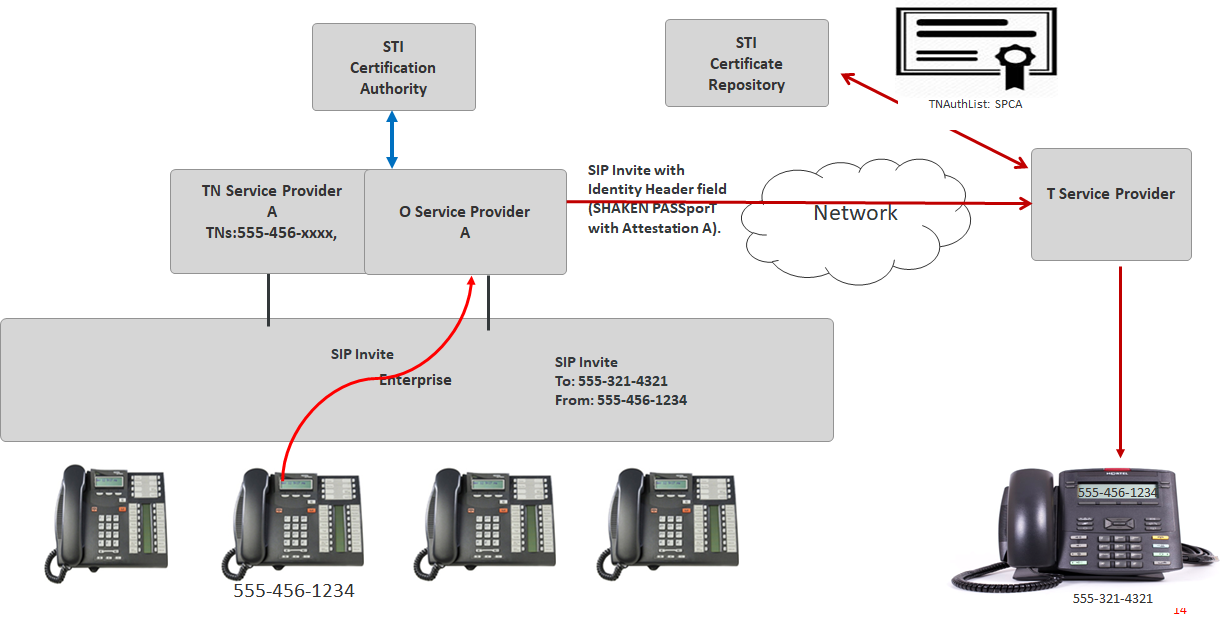 STI
Certification
Authority
STI
Certificate
Repository
TNAuthList: SPCA
TN Service Provider
A
TNs:555-456-xxxx,
O Service Provider
A
SIP Invite with
Identity Header field
(SHAKEN PASSporT
with Attestation A).
Network
T Service Provider
SIP Invite
Enterprise
SIP Invite
To: 555-321-4321
From: 555-456-1234
NORTEL
555-456-1234
555-456-1234
555-321-4321
14